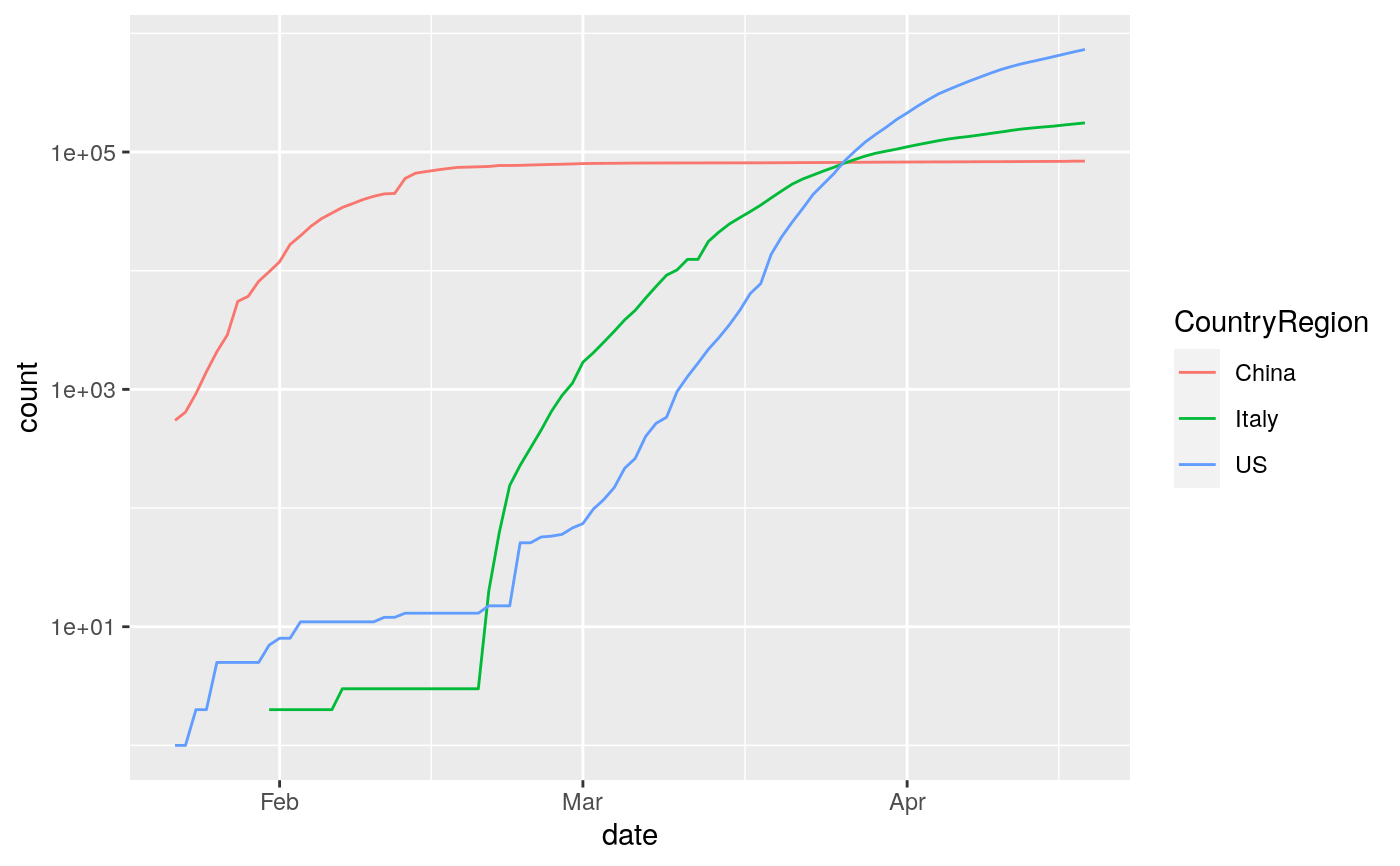 1e+05
1e+03
1e+01
count
Feb
Mar
Apr
date
CountryRegion
China
Italy
US